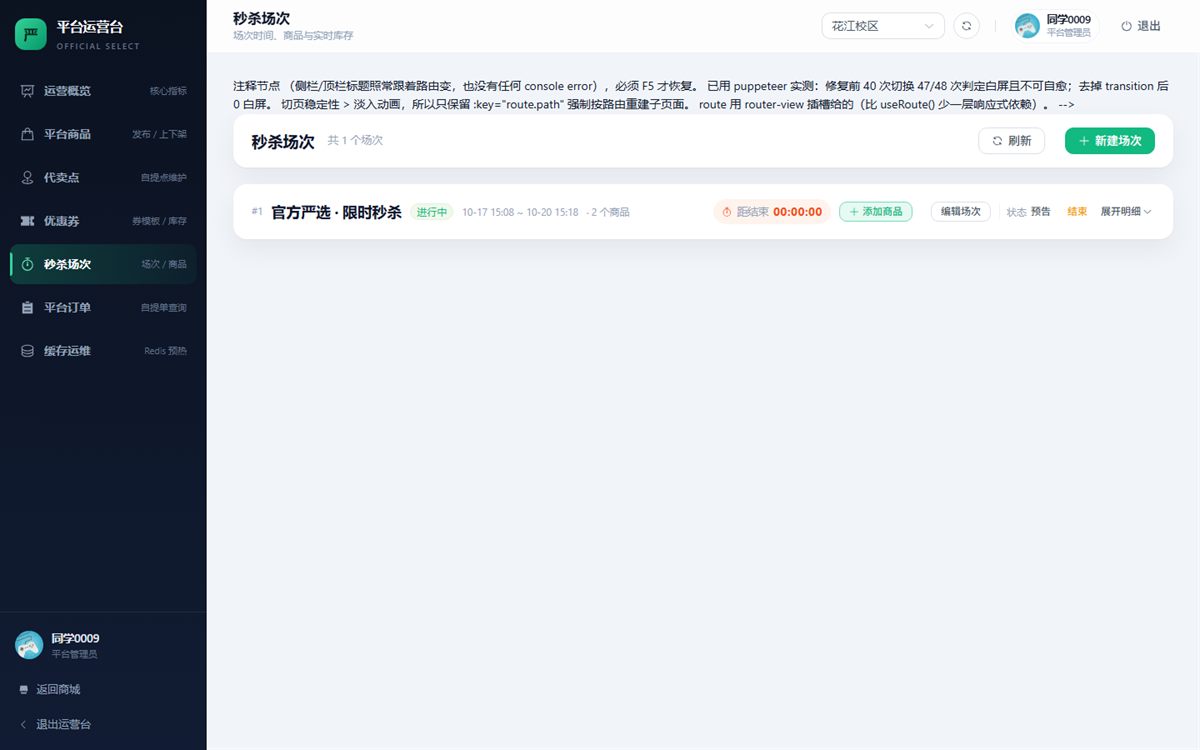 严
平台运营台
OFFICIAL SELECT
运营概览 核心指标
平台商品 发布 / 上下架
代卖点 自提点维护
优惠券 券模板 / 库存
秒杀场次 场次 / 商品
平台订单 自提单查询
缓存运维 Redis 预热
同学0009
平台管理员
返回商城
退出运营台
秒杀场次
场次时间、商品与实时库存
花江校区
同学0009
平台管理员
退出
注释节点 （侧栏/顶栏标题照常跟着路由变，也没有任何 console error），必须 F5 才恢复。 已用 puppeteer 实测：修复前 40 次切换 47/48 次判定白屏且不可自愈；去掉 transition 后
0 白屏。 切页稳定性 > 淡入动画，所以只保留 :key="route.path" 强制按路由重建子页面。 route 用 router-view 插槽给的（比 useRoute() 少一层响应式依赖）。 -->
秒杀场次 共 1 个场次 刷新 新建场次
#1 官方严选 · 限时秒杀 进行中 10-17 15:08 ~ 10-20 15:18 · 2 个商品 距结束 00:00:00 添加商品 编辑场次 状态 预告 结束 展开明细